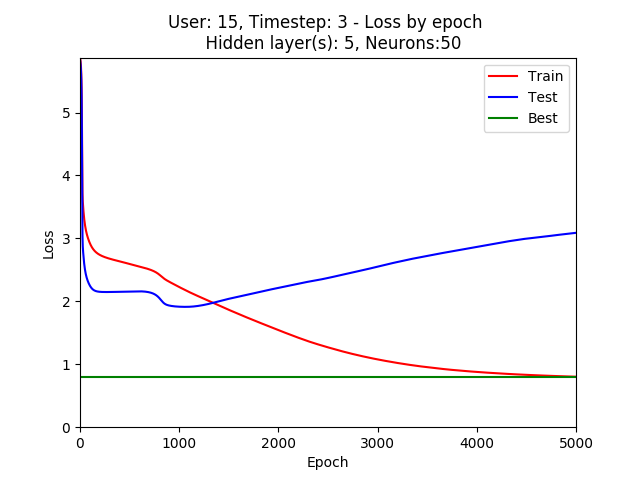 User: 15, Timestep: 3 - Loss by epoch
Hidden layer(s): 5, Neurons:50
Train
Test
Best
5
4
3
2
1
0
Loss
0 1000 2000 3000 4000 5000
Epoch